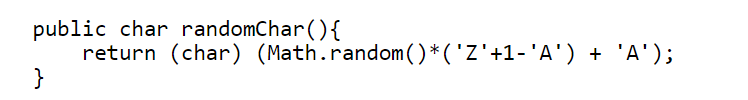 public char randomChar(){
    return (char) (Math.random()*('Z'+1-'A') + 'A');
}